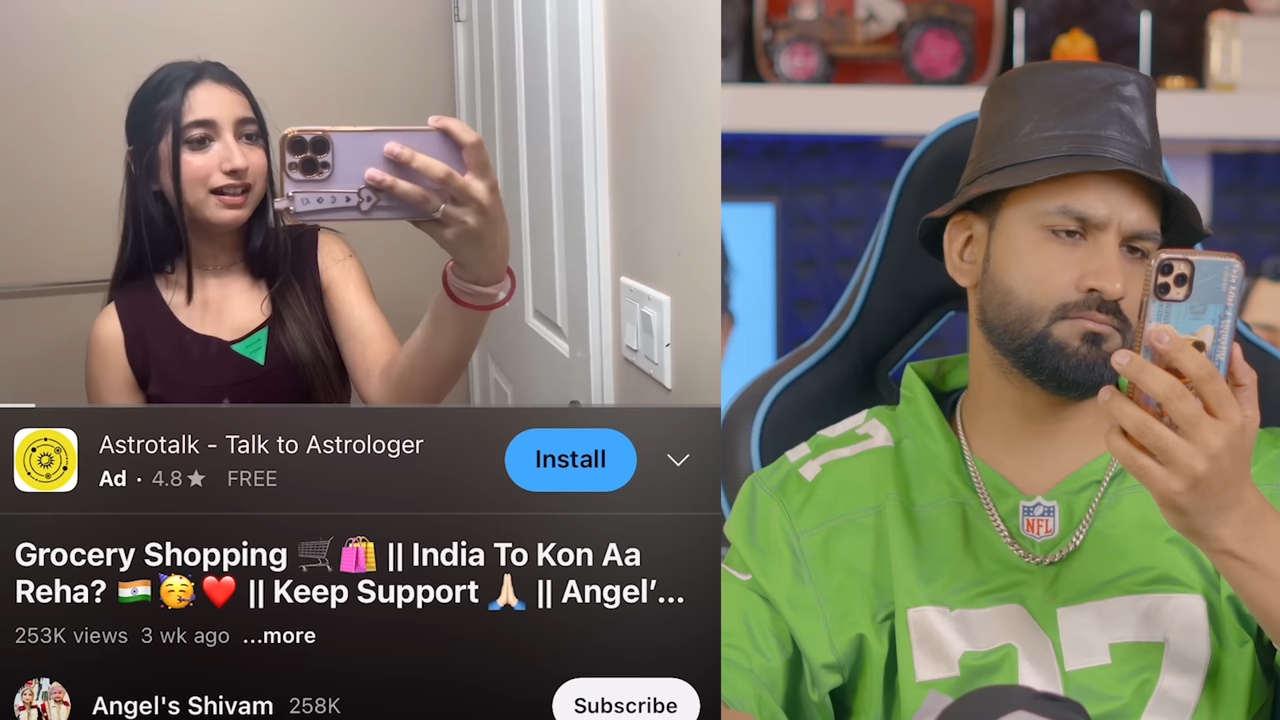 Astrotalk - Talk to Astrologer
Ad · 4.8★ FREE
Install
Grocery Shopping 🛒🛍️ || India To Kon Aa
Reha? 🇮🇳🥳❤️ || Keep Support 🙏🏻 || Angel’...
253K views 3 wk ago ...more
Angel's Shivam 258K
Subscribe
27
NFL
27